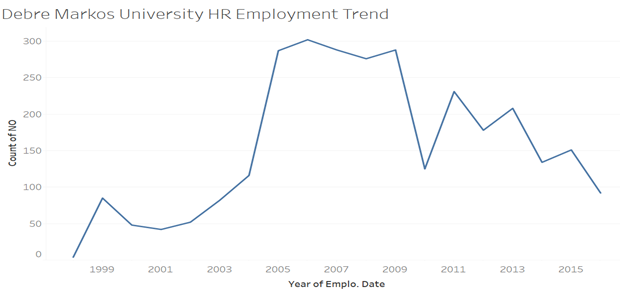 Debre Markos University HR Employment Trend
300
250
200
150
100
50
0
Count of NO
1999 2001 2003 2005 2007 2009 2011 2013 2015
Year of Emplo. Date